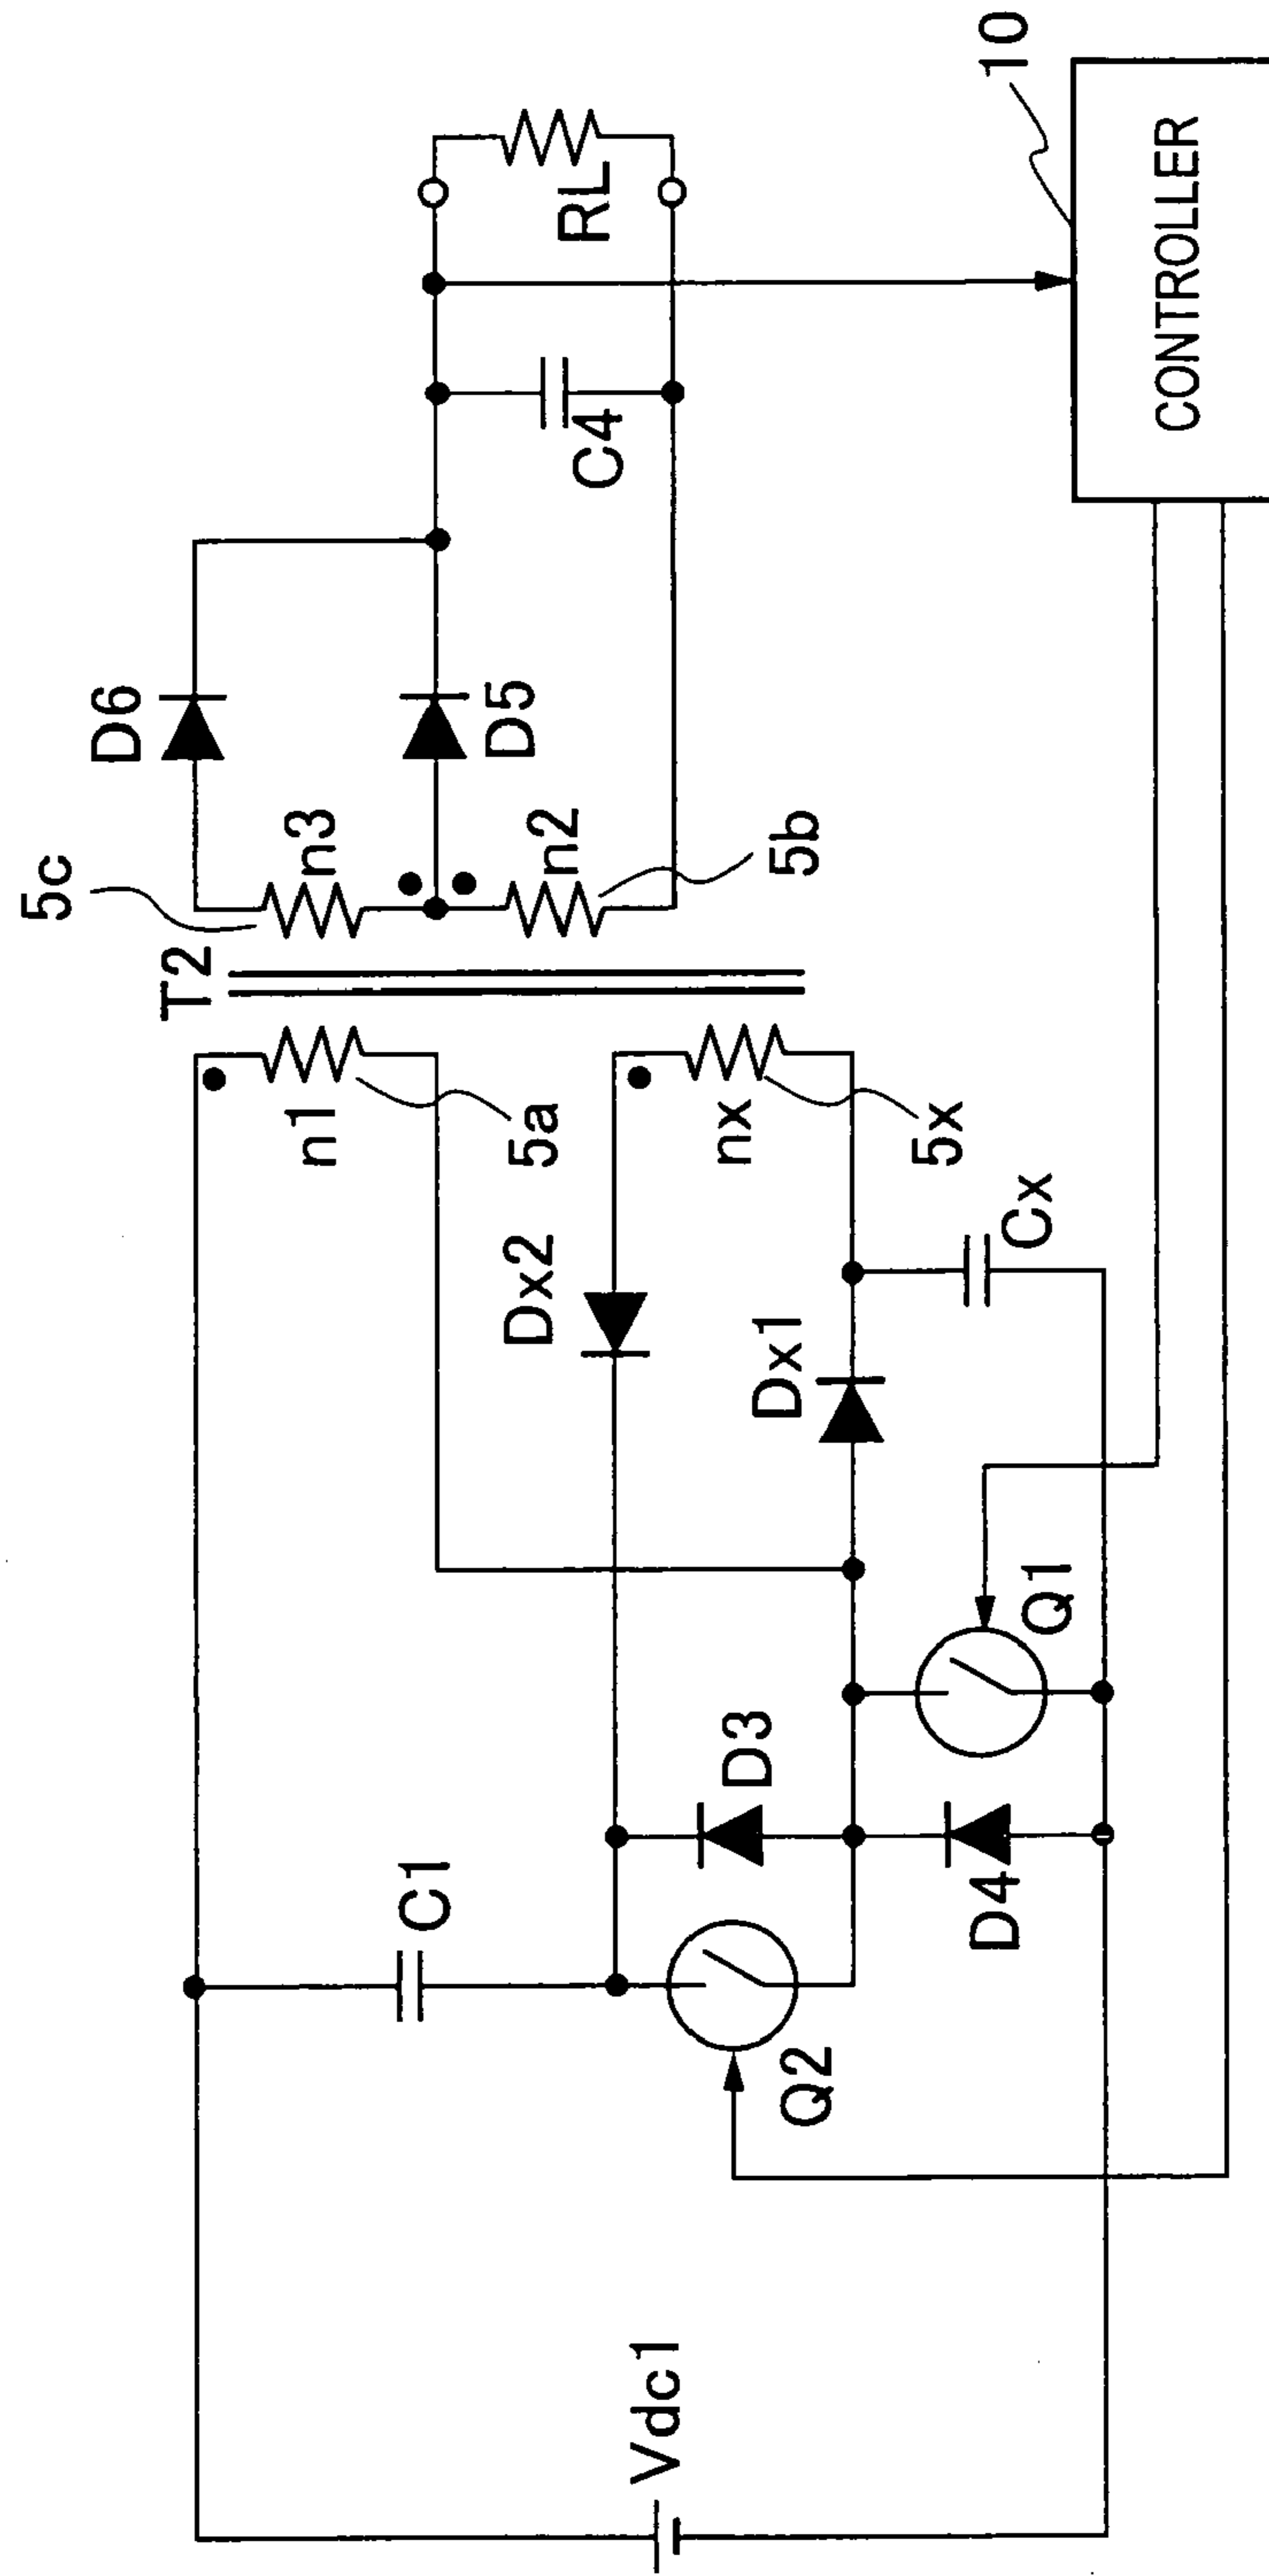 Vdc1
C1
Q2
D3
D4
Q1
Dx2
Dx1
Cx
n1
5a
nx
5x
T2
5c
n3
n2
5b
D6
D5
C4
RL
10
CONTROLLER